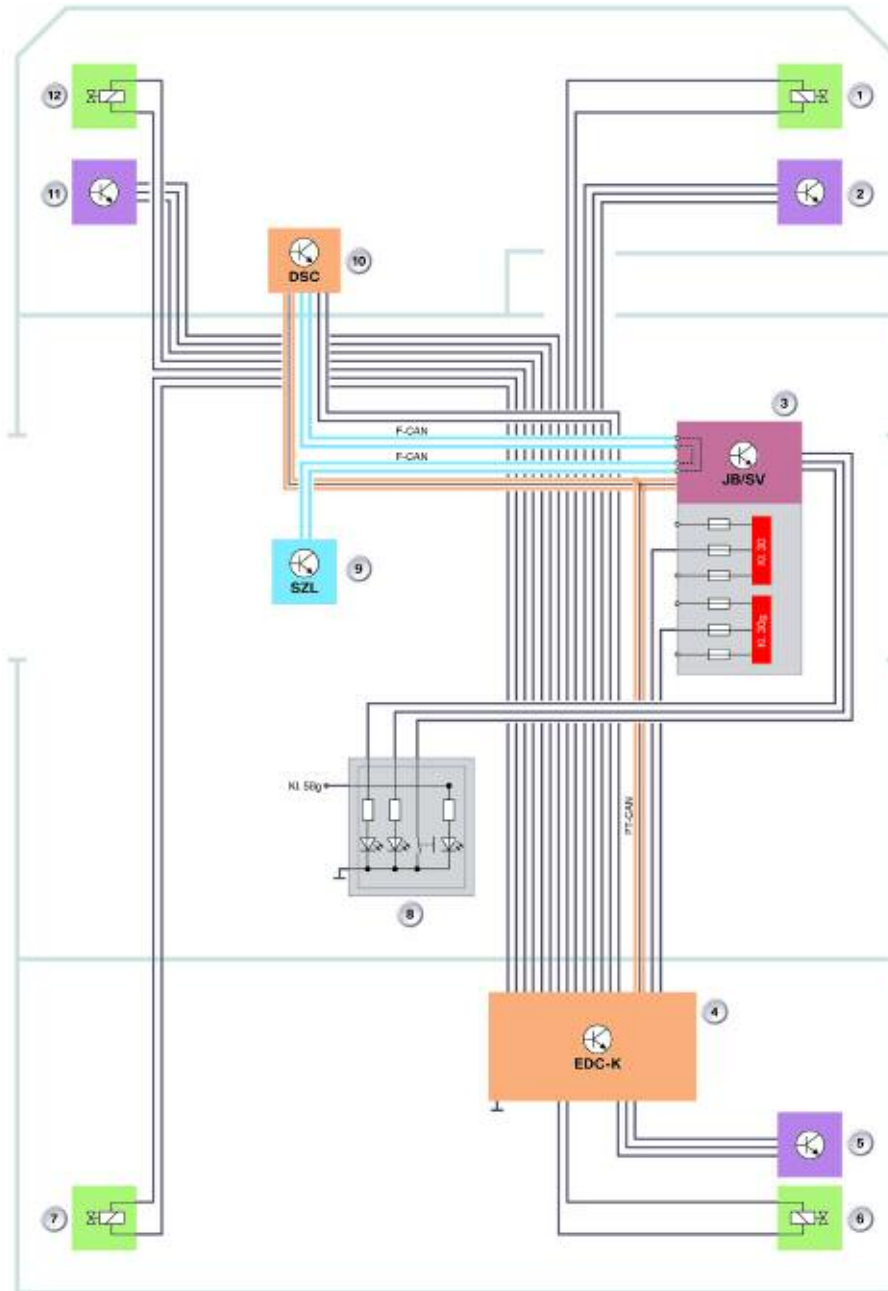 12
1
11
2
DSC
10
3
F-CAN
F-CAN
JB/SV
Kl. 30
SZL
9
Kl. 30g
Kl. 58g
PT-CAN
8
4
EDC-K
5
7
6